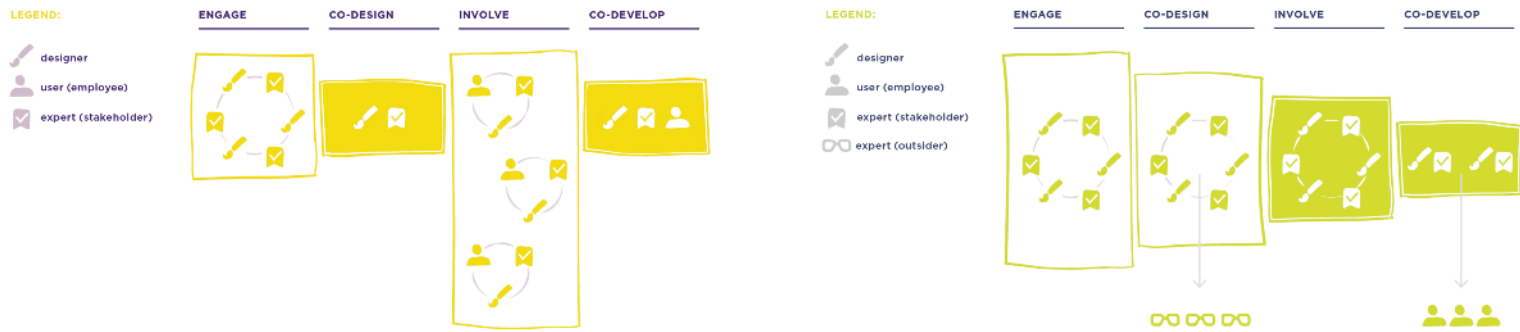 LEGEND:
ENGAGE
CO-DESIGN
INVOLVE
CO-DEVELOP
designer
user (employee)
expert (stakeholder)
LEGEND:
ENGAGE
CO-DESIGN
INVOLVE
CO-DEVELOP
designer
user (employee)
expert (stakeholder)
expert (outsider)